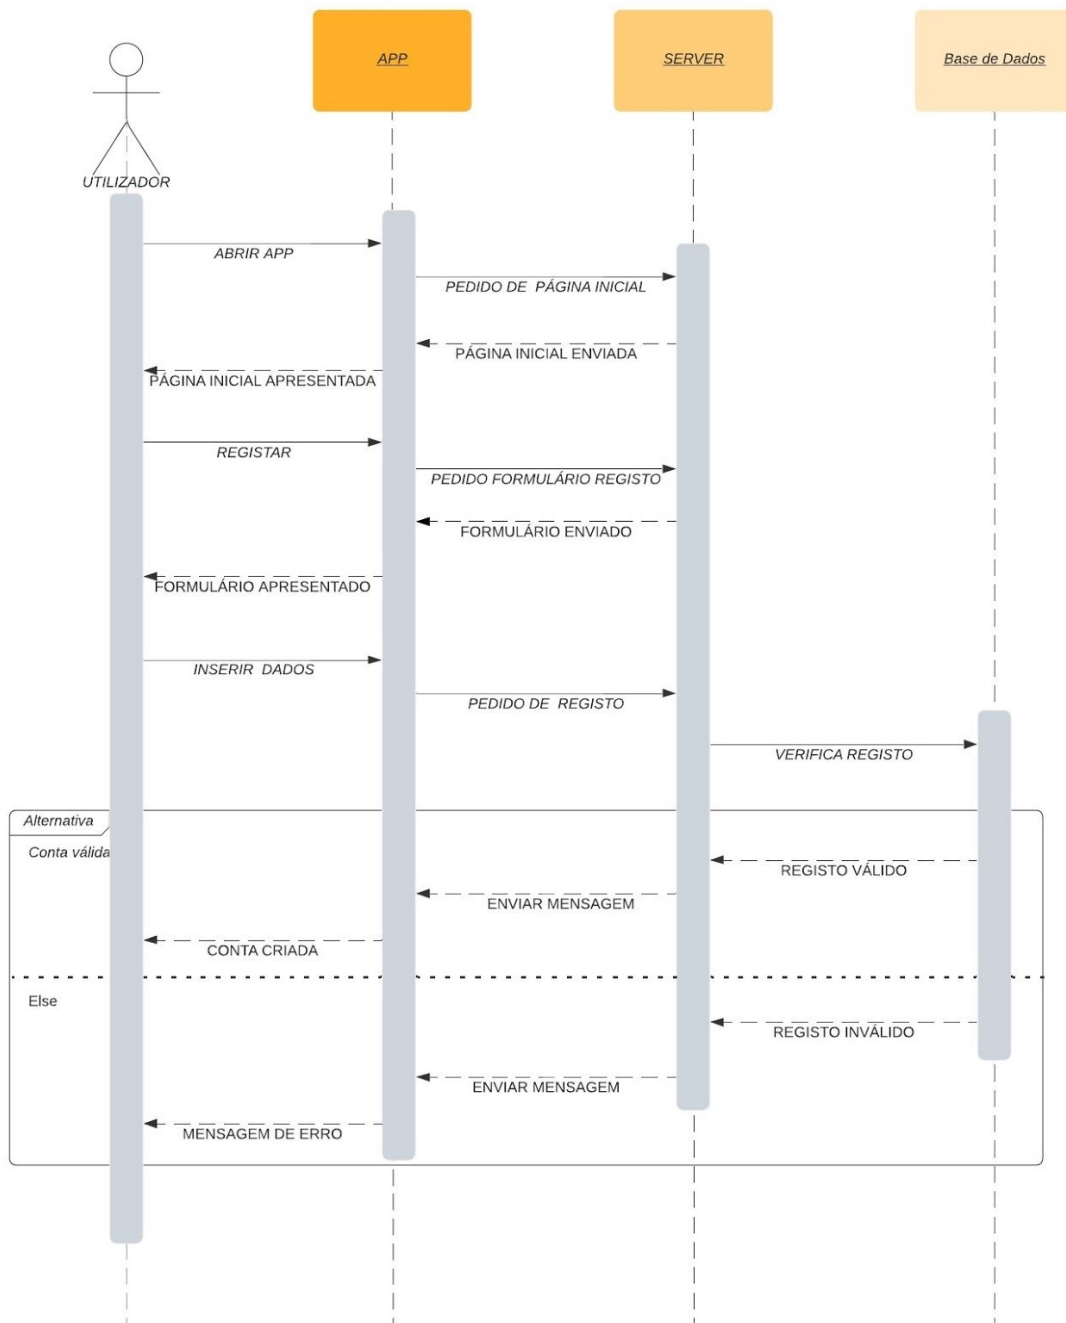 APP
SERVER
Base de Dados
UTILIZADOR
ABRIR APP
PEDIDO DE PÁGINA INICIAL
PÁGINA INICIAL ENVIADA
PÁGINA INICIAL APRESENTADA
REGISTAR
PEDIDO FORMULÁRIO REGISTO
FORMULÁRIO ENVIADO
FORMULÁRIO APRESENTADO
INSERIR DADOS
PEDIDO DE REGISTO
VERIFICA REGISTO
Alternativa
Conta válida
REGISTO VÁLIDO
ENVIAR MENSAGEM
CONTA CRIADA
Else
REGISTO INVÁLIDO
ENVIAR MENSAGEM
MENSAGEM DE ERRO